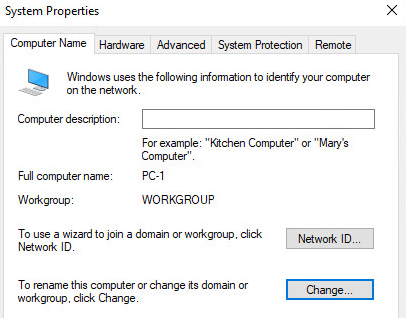 System Properties
Computer Name Hardware Advanced System Protection Remote
Windows uses the following information to identify your computer
on the network.
Computer description:
For example: "Kitchen Computer" or "Mary's
Computer".
Full computer name: PC-1
Workgroup: WORKGROUP
To use a wizard to join a domain or workgroup, click
Network ID.
Network ID...
To rename this computer or change its domain or
workgroup, click Change.
Change...